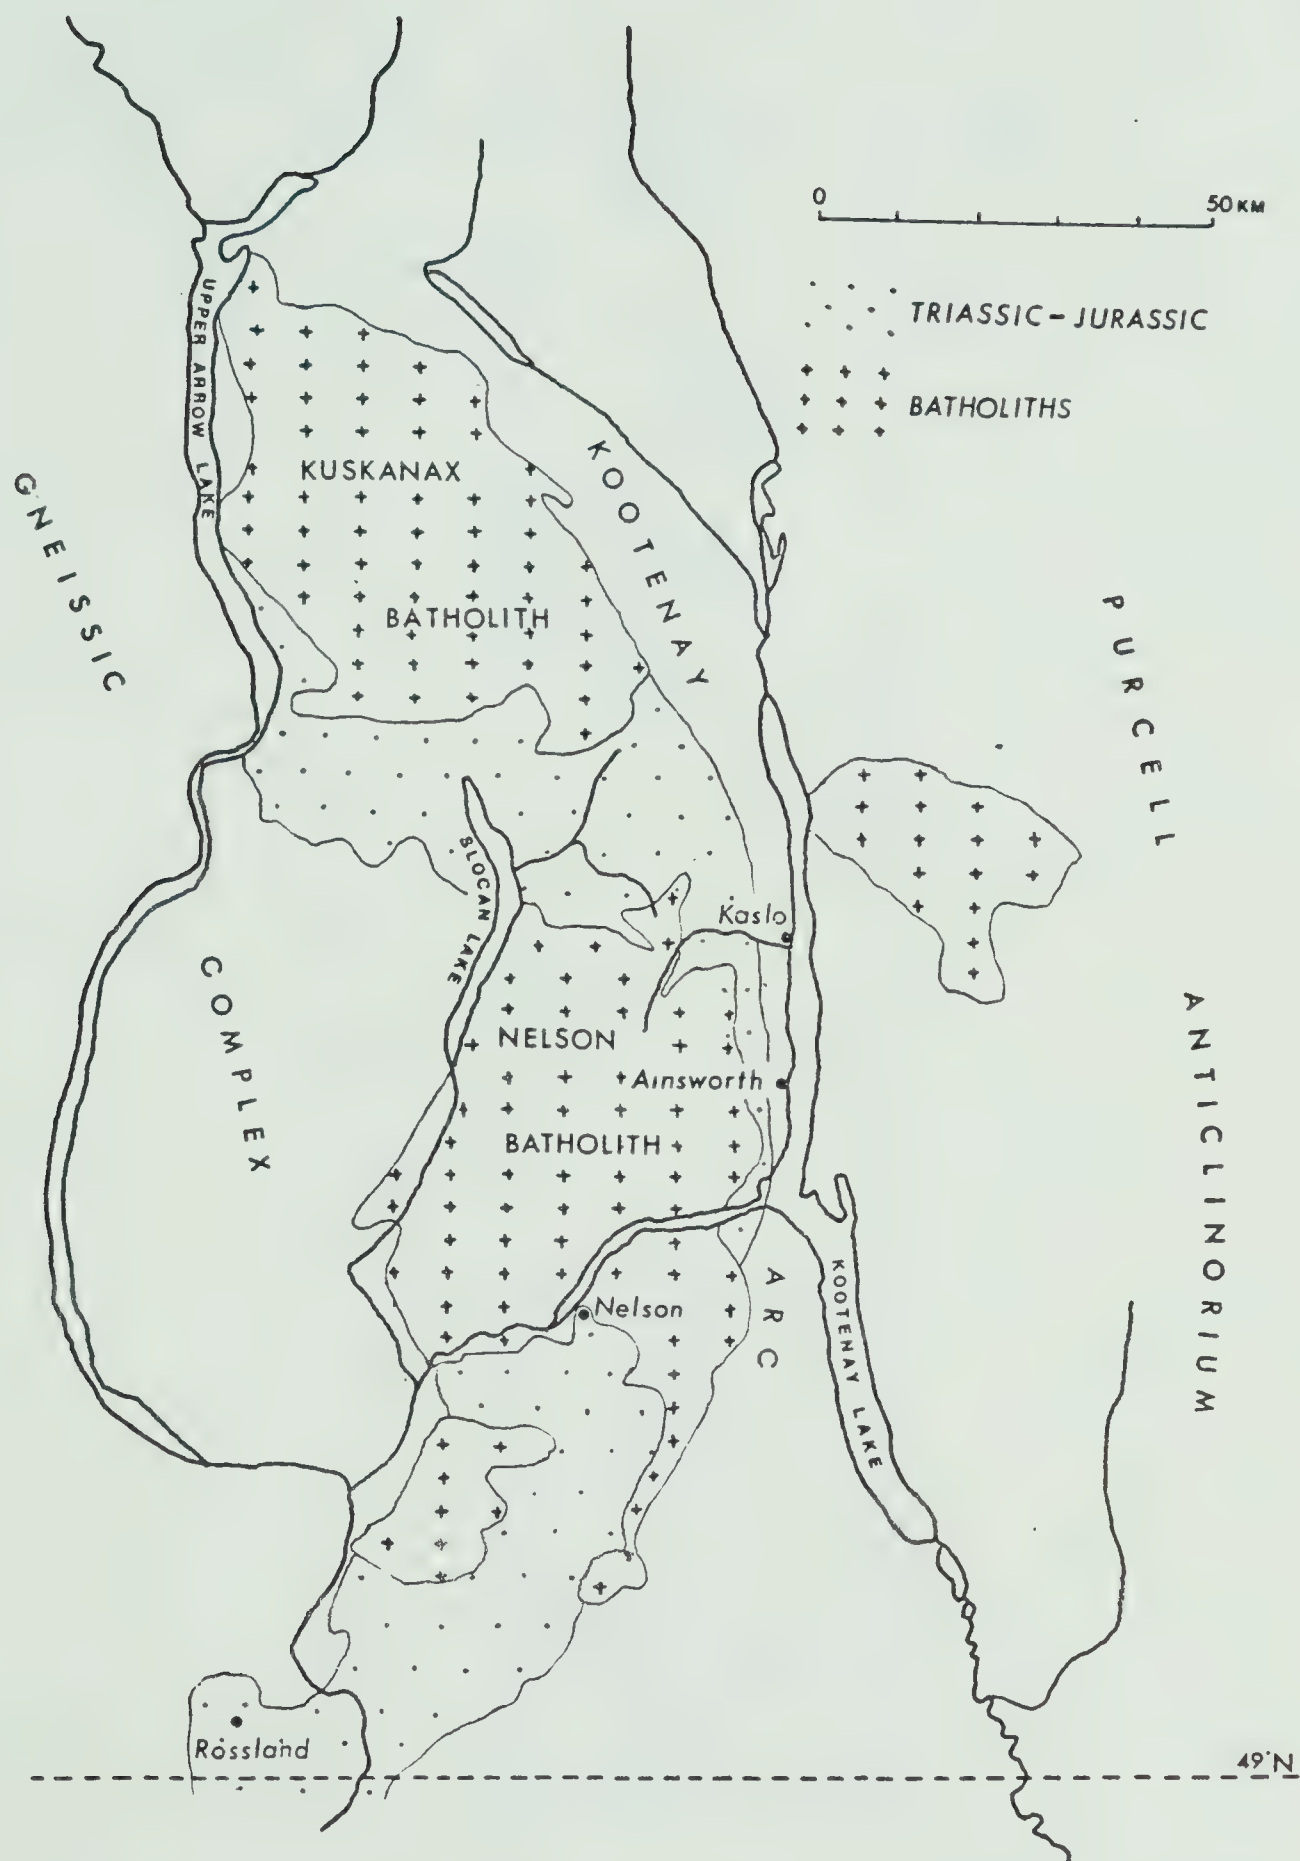 0 50 KM
TRIASSIC-JURASSIC
BATHOLITHS
UPPER ARROW LAKE
KUSKANAX
BATHOLITH
KOOTENAY
GNEISSIC
PURCELL
SLOCAN LAKE
Kaslo
COMPLEX
NELSON
Ainsworth
BATHOLITH
ANTICLINORIUM
ARC
KOOTENAY LAKE
Nelson
Rossland
49°N